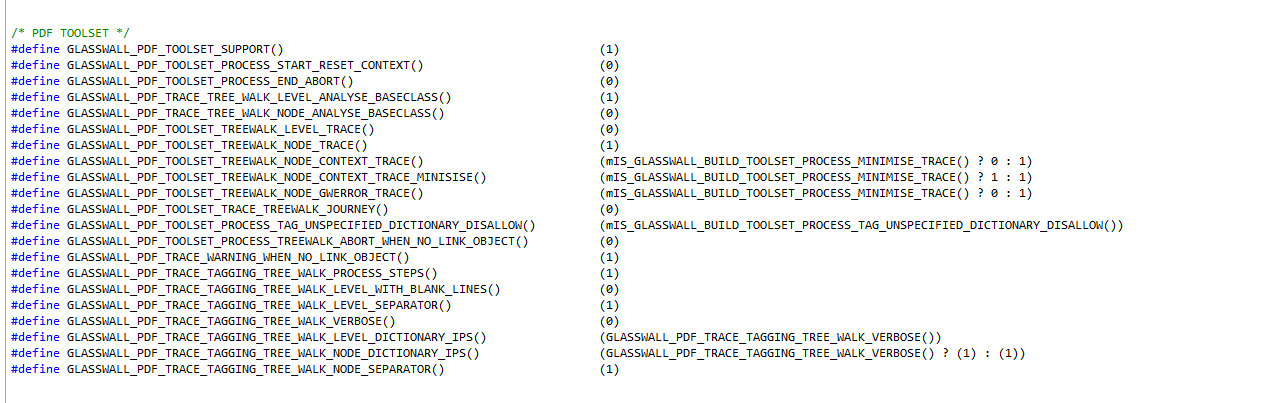 /* PDF TOOLSET */
#define GLASSWALL_PDF_TOOLSET_SUPPORT() (1)
#define GLASSWALL_PDF_TOOLSET_PROCESS_START_RESET_CONTEXT() (0)
#define GLASSWALL_PDF_TOOLSET_PROCESS_END_ABORT() (0)
#define GLASSWALL_PDF_TRACE_TREE_WALK_LEVEL_ANALYSE_BASECLASS() (1)
#define GLASSWALL_PDF_TRACE_TREE_WALK_NODE_ANALYSE_BASECLASS() (0)
#define GLASSWALL_PDF_TOOLSET_TREEWALK_LEVEL_TRACE() (0)
#define GLASSWALL_PDF_TOOLSET_TREEWALK_NODE_TRACE() (1)
#define GLASSWALL_PDF_TOOLSET_TREEWALK_NODE_CONTEXT_TRACE() (mIS_GLASSWALL_BUILD_TOOLSET_PROCESS_MINIMISE_TRACE() ? 0 : 1)
#define GLASSWALL_PDF_TOOLSET_TREEWALK_NODE_CONTEXT_TRACE_MINISISE() (mIS_GLASSWALL_BUILD_TOOLSET_PROCESS_MINIMISE_TRACE() ? 1 : 1)
#define GLASSWALL_PDF_TOOLSET_TREEWALK_NODE_GWERROR_TRACE() (mIS_GLASSWALL_BUILD_TOOLSET_PROCESS_MINIMISE_TRACE() ? 0 : 1)
#define GLASSWALL_PDF_TOOLSET_TRACE_TREEWALK_JOURNEY() (0)
#define GLASSWALL_PDF_TOOLSET_PROCESS_TAG_UNSPECIFIED_DICTIONARY_DISALLOW() (mIS_GLASSWALL_BUILD_TOOLSET_PROCESS_TAG_UNSPECIFIED_DICTIONARY_DISALLOW())
#define GLASSWALL_PDF_TOOLSET_PROCESS_TREEWALK_ABORT_WHEN_NO_LINK_OBJECT() (0)
#define GLASSWALL_PDF_TRACE_WARNING_WHEN_NO_LINK_OBJECT() (1)
#define GLASSWALL_PDF_TRACE_TAGGING_TREE_WALK_PROCESS_STEPS() (1)
#define GLASSWALL_PDF_TRACE_TAGGING_TREE_WALK_LEVEL_WITH_BLANK_LINES() (0)
#define GLASSWALL_PDF_TRACE_TAGGING_TREE_WALK_LEVEL_SEPARATOR() (1)
#define GLASSWALL_PDF_TRACE_TAGGING_TREE_WALK_VERBOSE() (0)
#define GLASSWALL_PDF_TRACE_TAGGING_TREE_WALK_LEVEL_DICTIONARY_IPS() (GLASSWALL_PDF_TRACE_TAGGING_TREE_WALK_VERBOSE())
#define GLASSWALL_PDF_TRACE_TAGGING_TREE_WALK_NODE_DICTIONARY_IPS() (GLASSWALL_PDF_TRACE_TAGGING_TREE_WALK_VERBOSE() ? (1) : (1))
#define GLASSWALL_PDF_TRACE_TAGGING_TREE_WALK_NODE_SEPARATOR() (1)